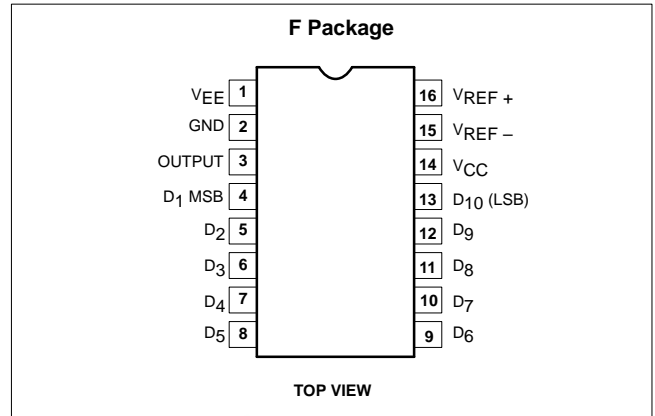 F Package
VEE 1
GND 2
OUTPUT 3
D1 MSB 4
D2 5
D3 6
D4 7
D5 8
16 VREF +
15 VREF –
14 VCC
13 D10 (LSB)
12 D9
11 D8
10 D7
9 D6
TOP VIEW